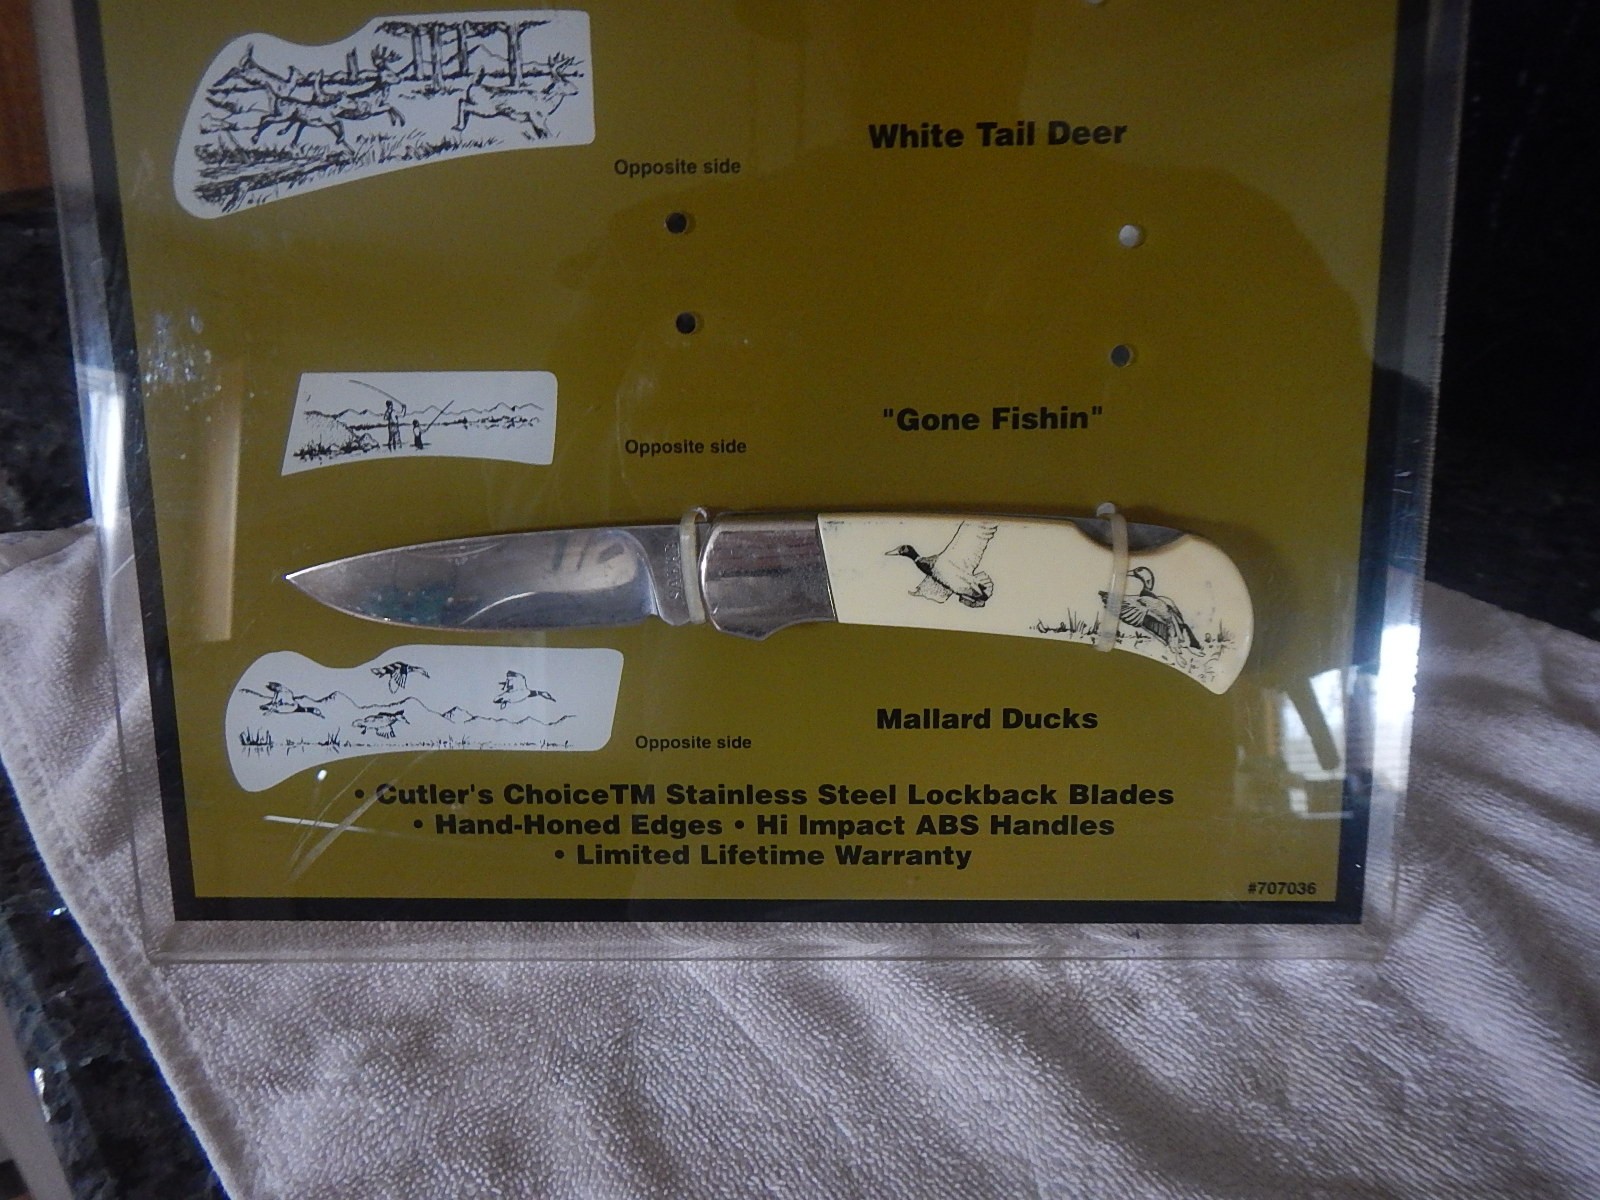 White Tail Deer
Opposite side
"Gone Fishin"
Opposite side
Mallard Ducks
Opposite side
• Cutler's ChoiceTM Stainless Steel Lockback Blades
• Hand-Honed Edges • Hi Impact ABS Handles
• Limited Lifetime Warranty
#707036